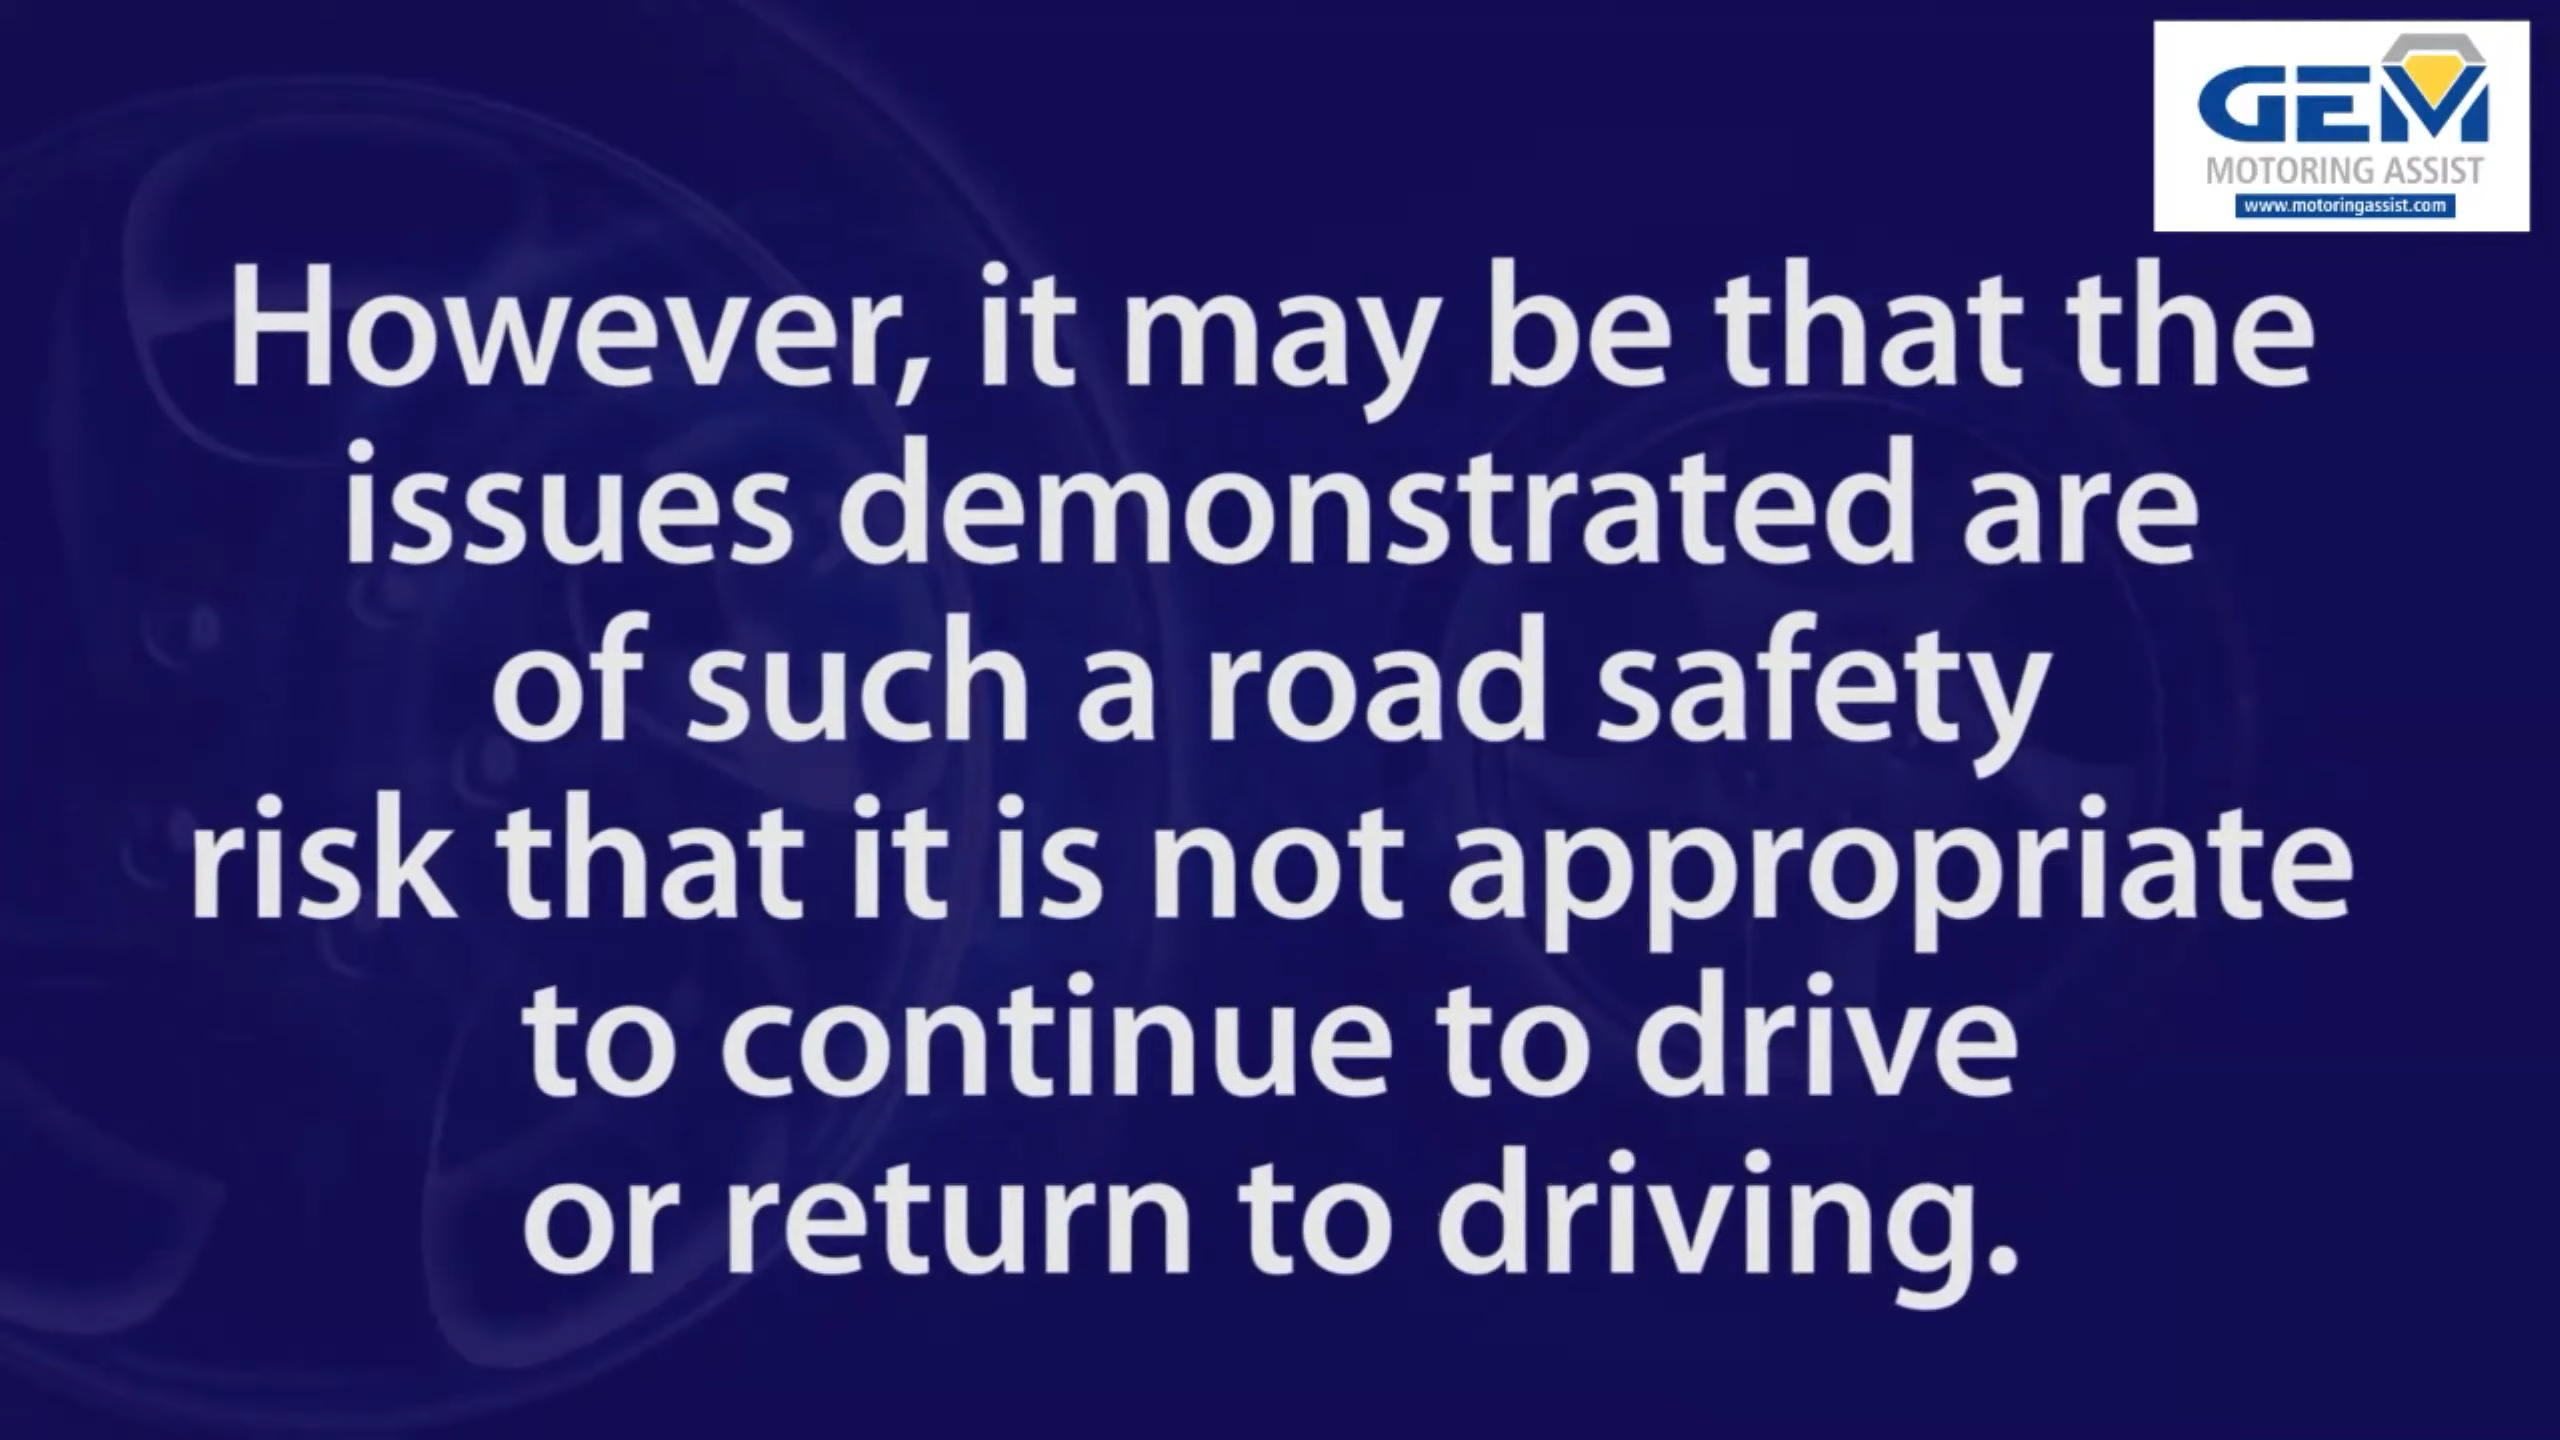 GEM
MOTORING ASSIST
www.motoringassist.com
However, it may be that the
issues demonstrated are
of such a road safety
risk that it is not appropriate
to continue to drive
or return to driving.